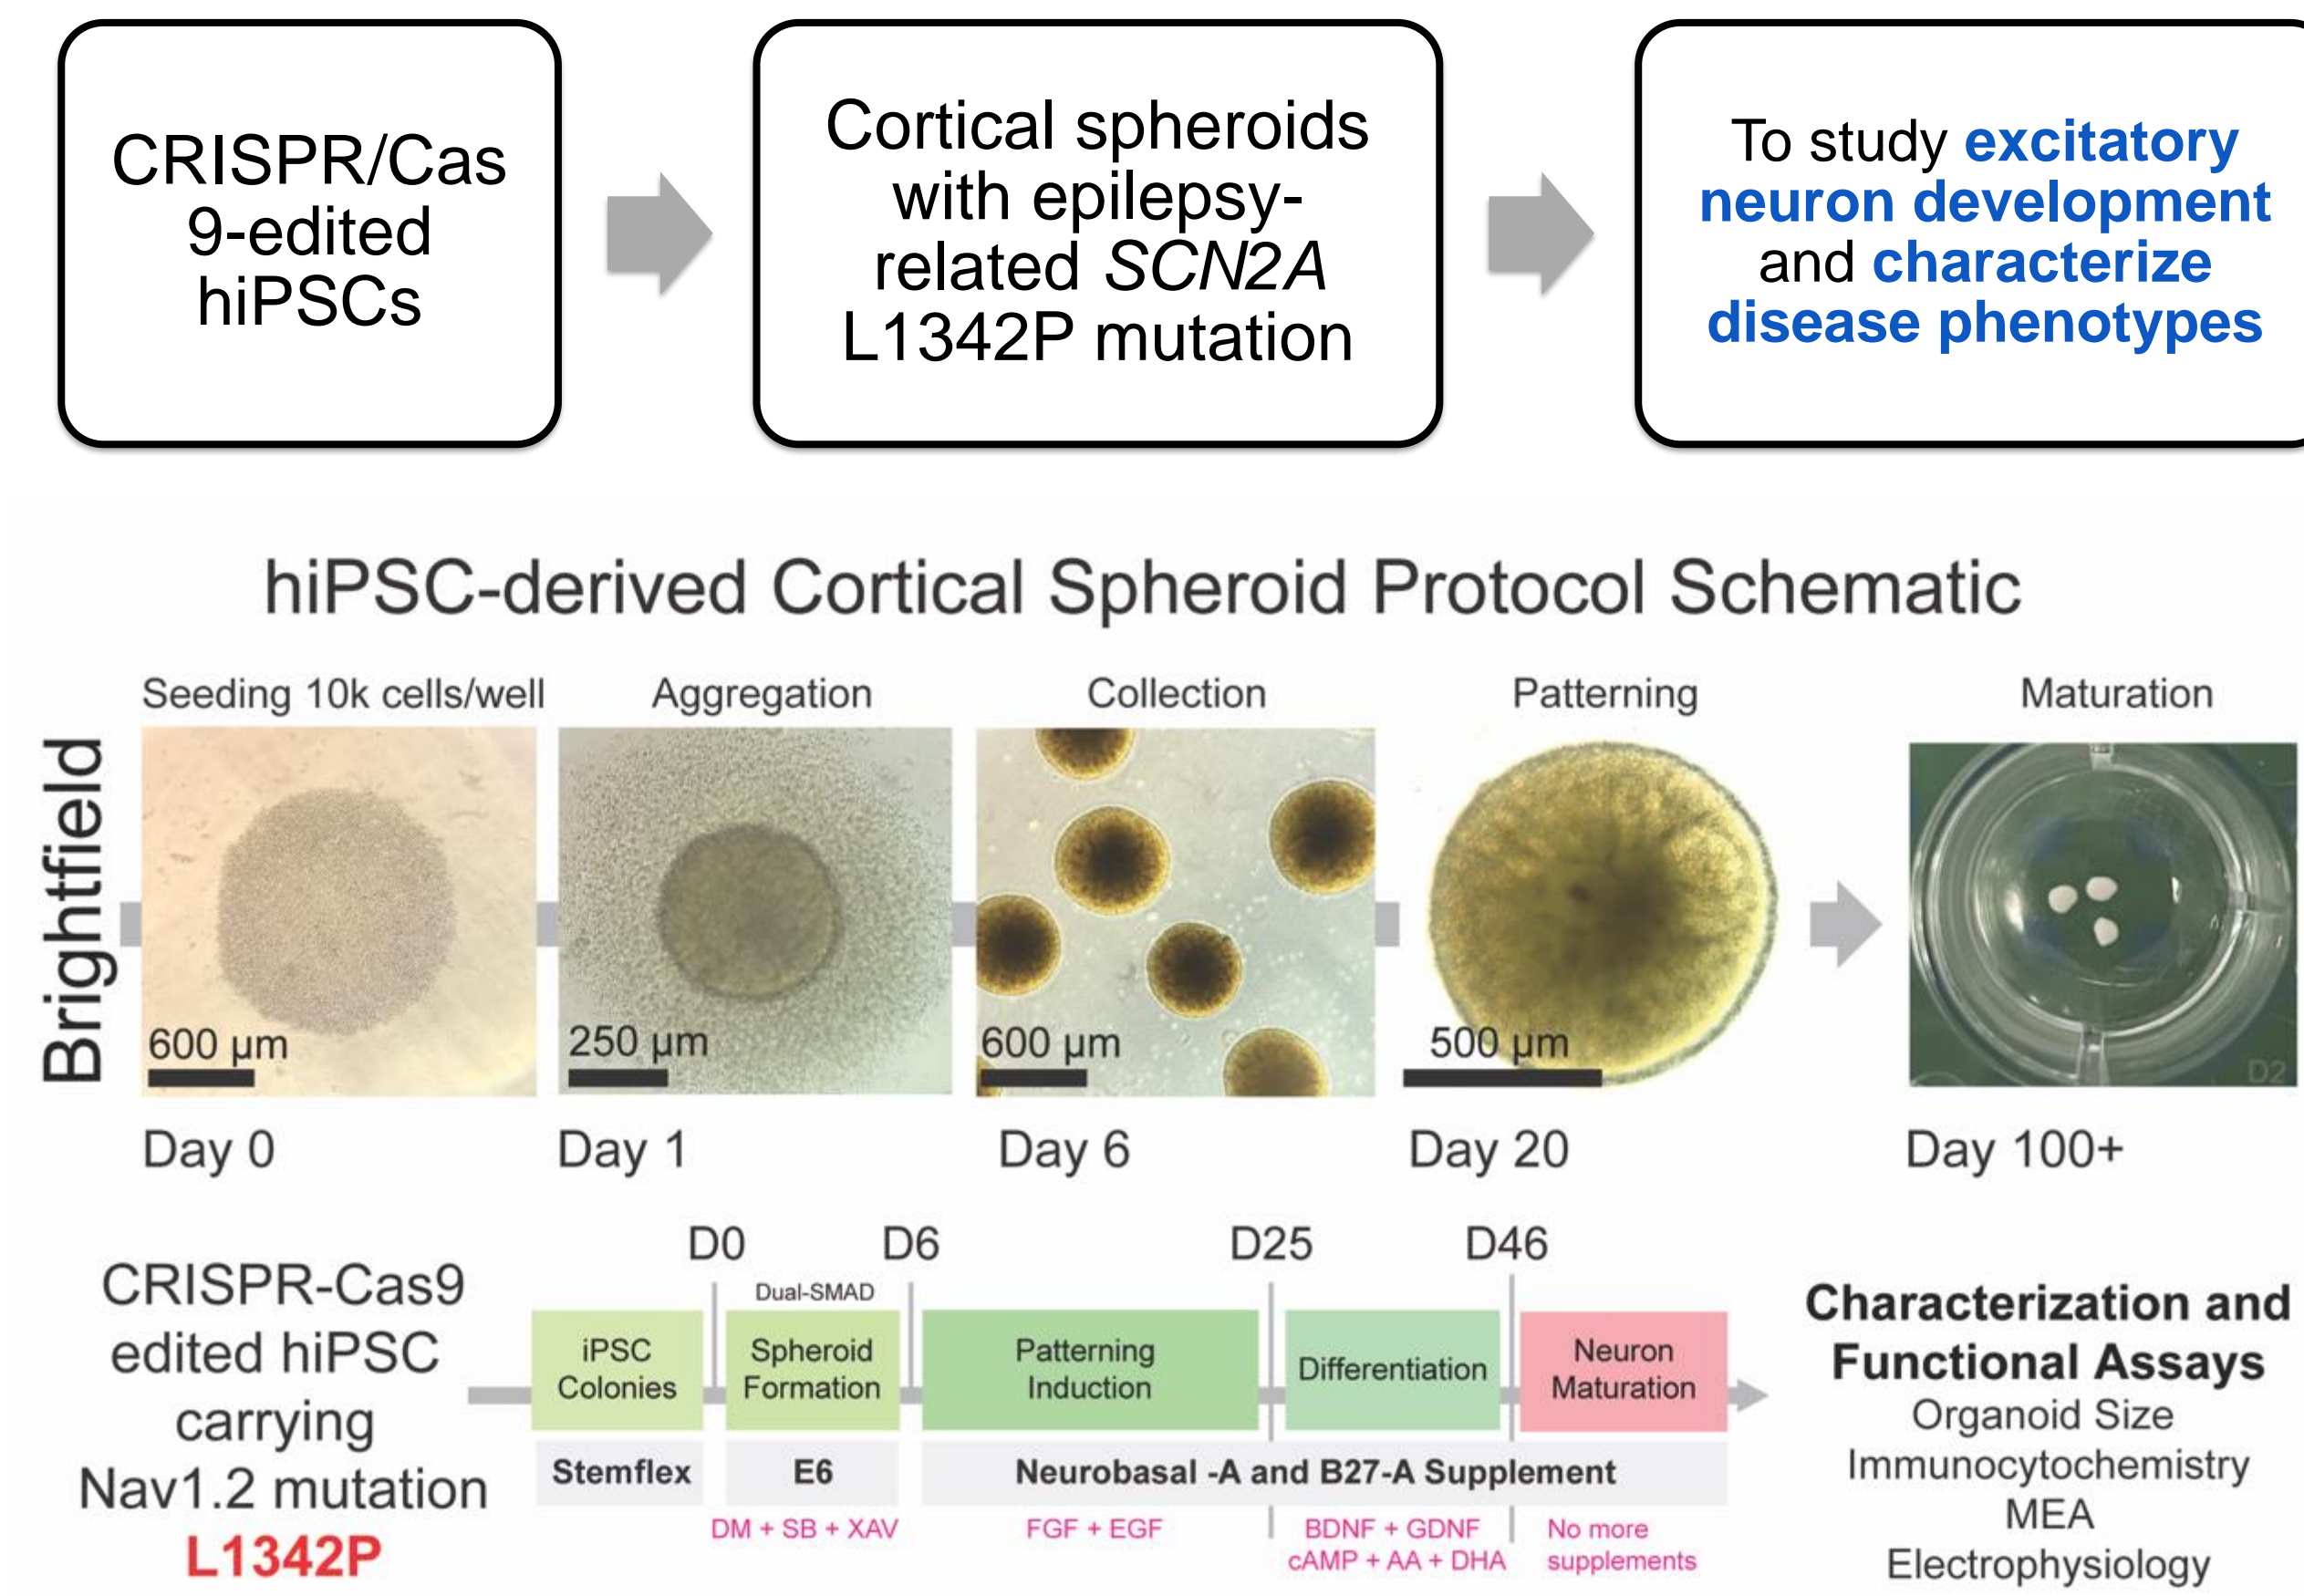 CRISPR/Cas
9-edited
hiPSCs
Cortical spheroids
with epilepsy-
related SCN2A
L1342P mutation
To study excitatory
neuron development
and characterize
disease phenotypes
hiPSC-derived Cortical Spheroid Protocol Schematic
Seeding 10k cells/well
Aggregation
Collection
Patterning
Maturation
Brightfield
600 µm
250 µm
600 µm
500 µm
D2
Day 0
Day 1
Day 6
Day 20
Day 100+
CRISPR-Cas9
edited hiPSC
carrying
Nav1.2 mutation
L1342P
D0
D6
D25
D46
Dual-SMAD
iPSC
Colonies
Spheroid
Formation
Patterning
Induction
Differentiation
Neuron
Maturation
Stemflex
E6
Neurobasal -A and B27-A Supplement
DM + SB + XAV
FGF + EGF
BDNF + GDNF
cAMP + AA + DHA
No more
supplements
Characterization and
Functional Assays
Organoid Size
Immunocytochemistry
MEA
Electrophysiology